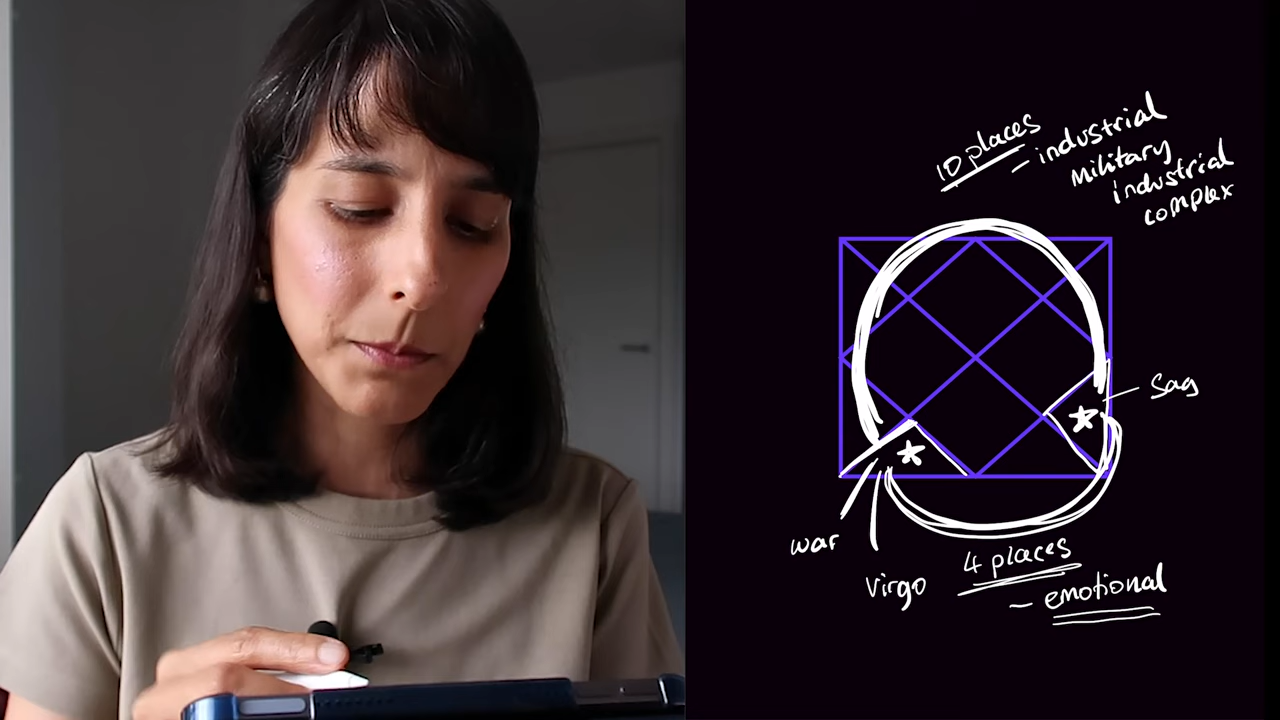 10 places
- industrial
military
industrial
complex
Sag
war
Virgo
4 places
- emotional